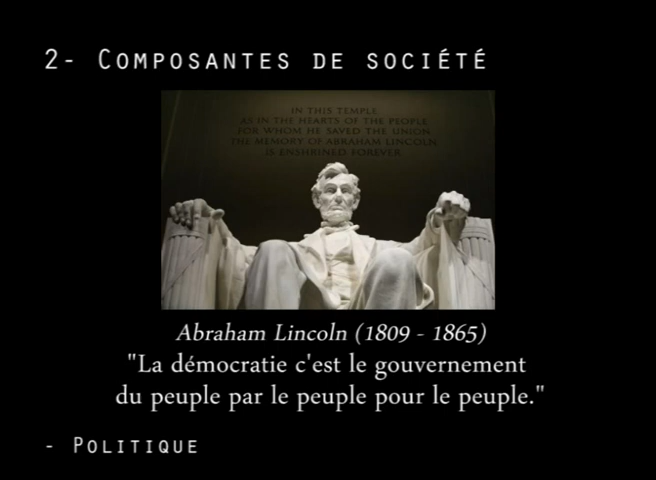 2- COMPOSANTES DE SOCIÉTÉ
IN THIS TEMPLE
AS IN THE HEARTS OF THE PEOPLE
FOR WHOM HE SAVED THE UNION
THE MEMORY OF ABRAHAM LINCOLN
IS ENSHRINED FOREVER
Abraham Lincoln (1809 - 1865)
"La démocratie c'est le gouvernement
du peuple par le peuple pour le peuple."
- POLITIQUE